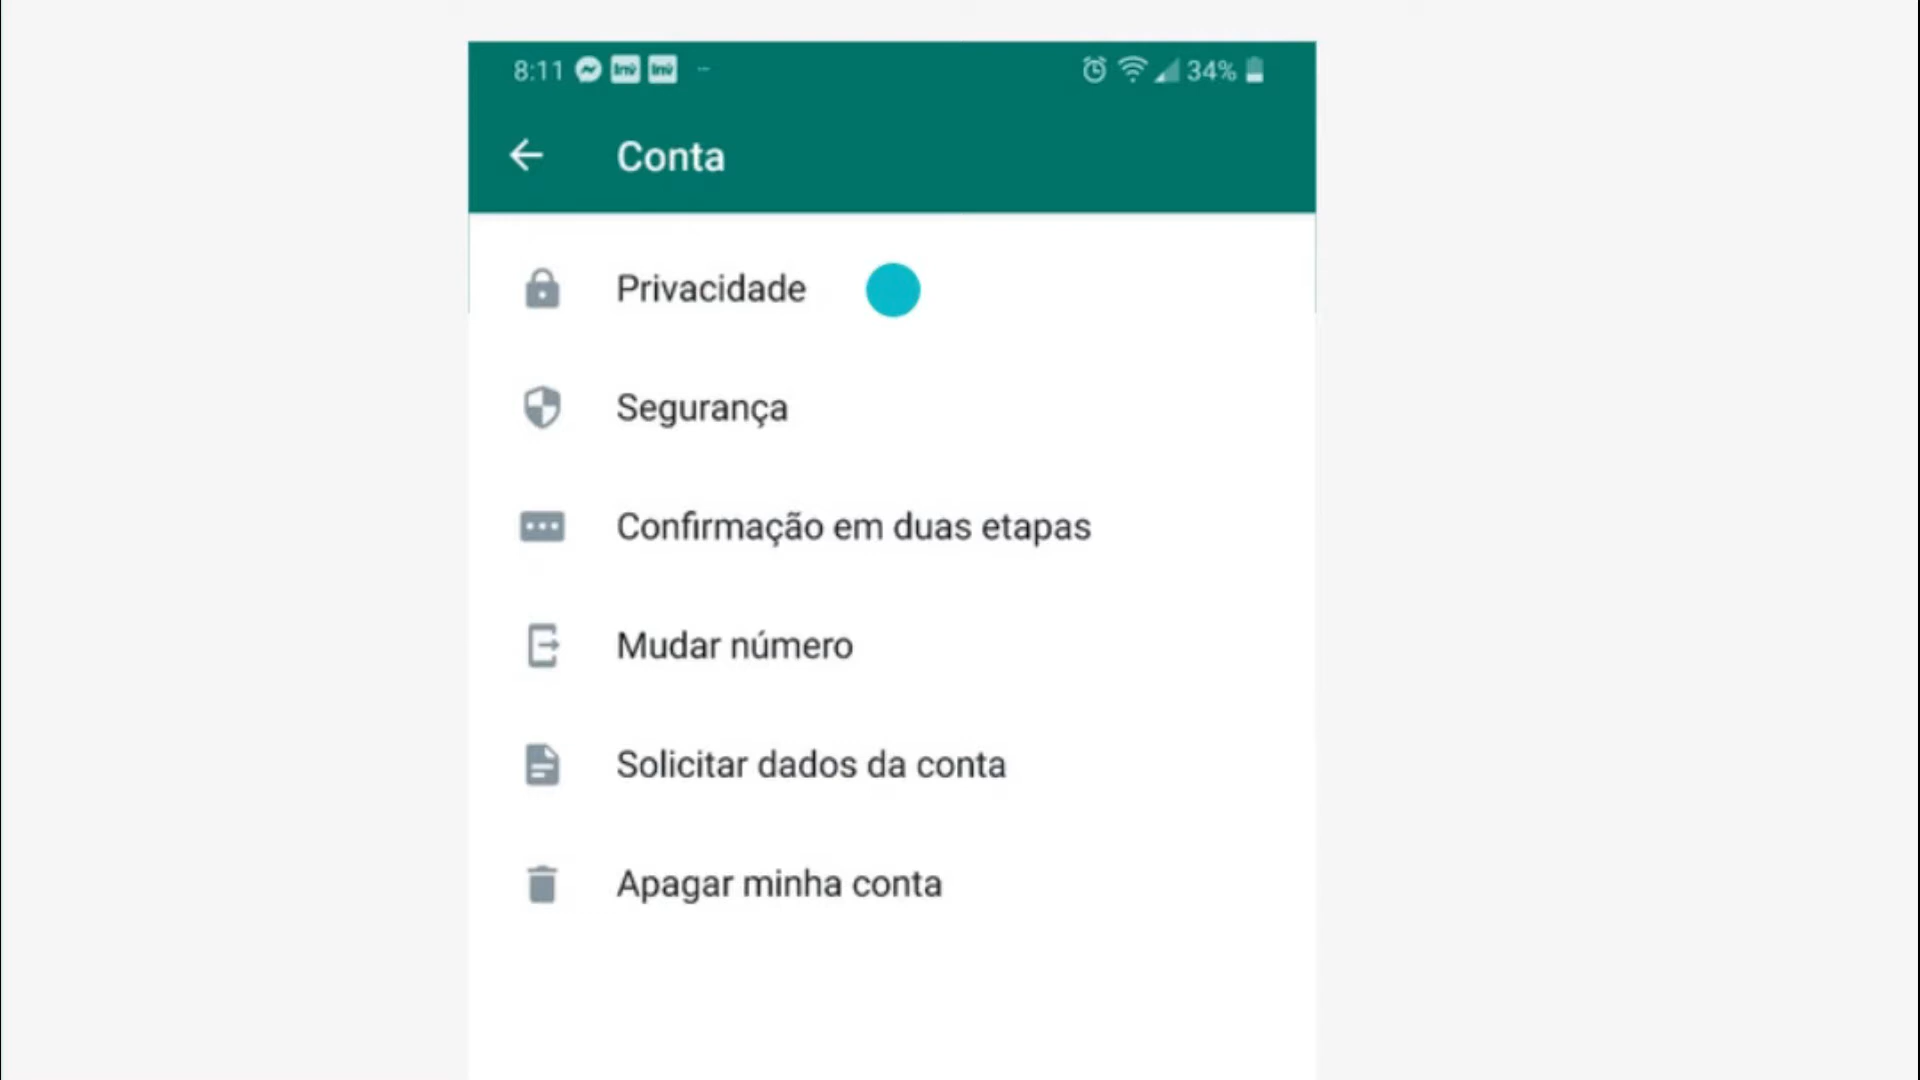 8:11 34%
Conta
Privacidade
Segurança
Confirmação em duas etapas
Mudar número
Solicitar dados da conta
Apagar minha conta